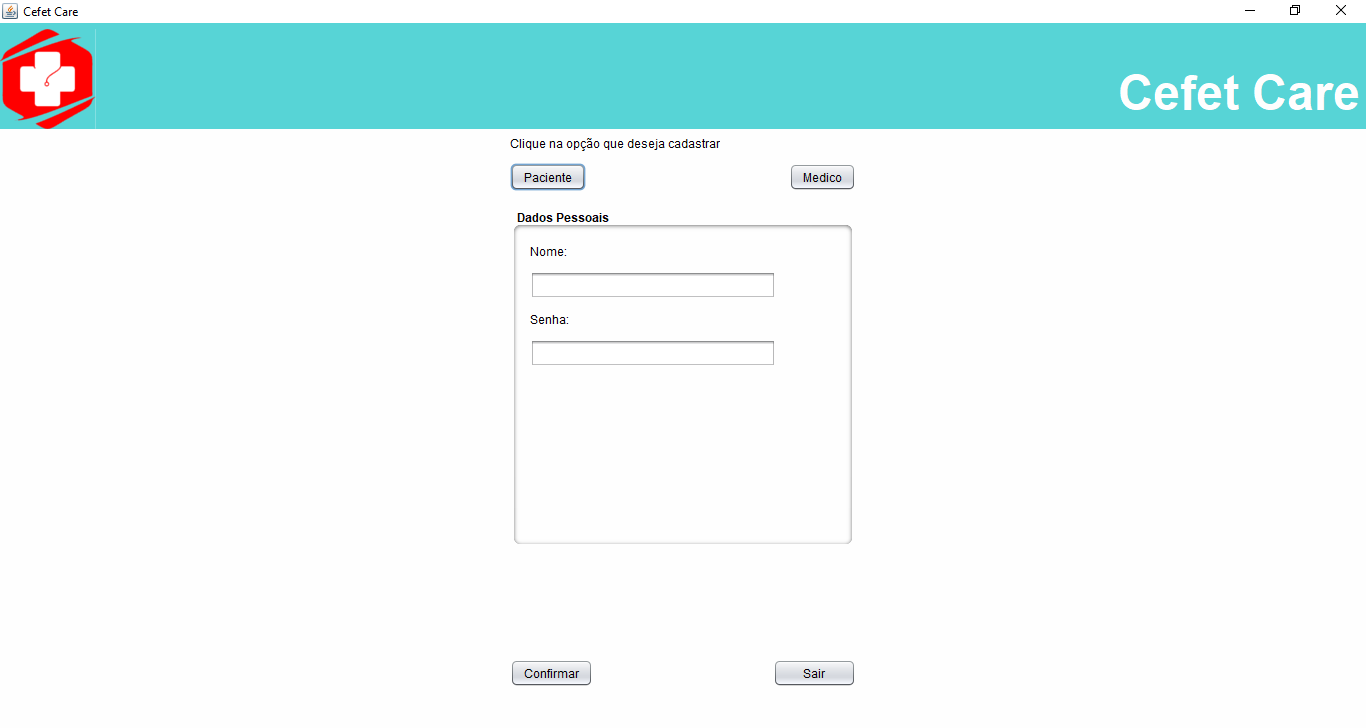 Cefet Care
Cefet Care
Clique na opção que deseja cadastrar
Paciente
Medico
Dados Pessoais
Nome:
Senha:
Confirmar
Sair